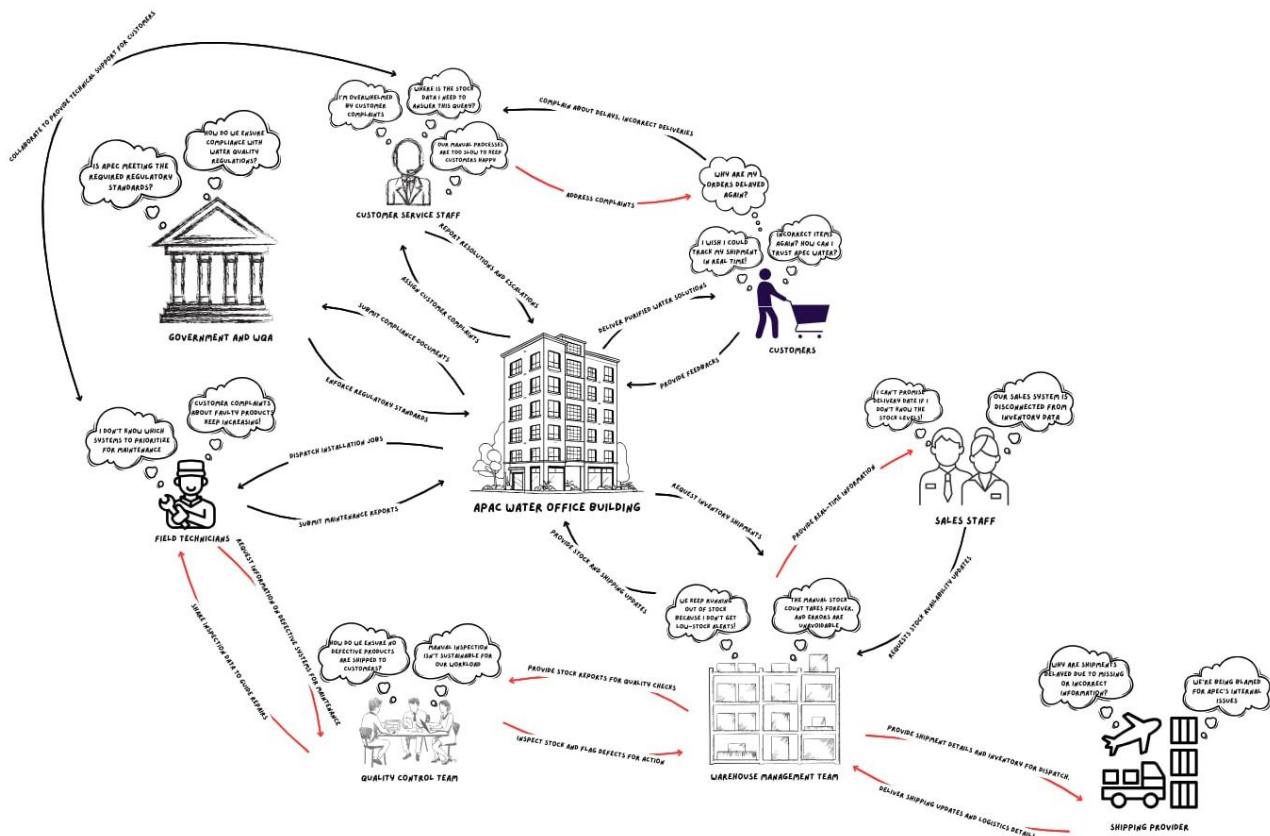 COLLABORATE TO PROVIDE TECHNICAL SUPPORT FOR CUSTOMERS
I'M OVERWHELMED
BY CUSTOMER
COMPLAINTS
WHERE IS THE STOCK
DATA I NEED TO
ANSWER THIS QUERY?
OUR MANUAL PROCESSES
ARE TOO SLOW TO KEEP
CUSTOMERS HAPPY
CUSTOMER SERVICE STAFF
COMPLAIN ABOUT DELAYS, INCORRECT DELIVERIES
ADDRESS COMPLAINTS
HOW DO WE ENSURE
COMPLIANCE WITH
WATER QUALITY
REGULATIONS?
IS APEC MEETING THE
REQUIRED REGULATORY
STANDARDS?
GOVERNMENT AND WQA
WHY ARE MY
ORDERS DELAYED
AGAIN?
I WISH I COULD
TRACK MY SHIPMENT
IN REAL TIME!
INCORRECT ITEMS
AGAIN? HOW CAN I
TRUST APEC WATER?
CUSTOMERS
REPORT RESOLUTIONS AND ESCALATIONS
ASSIGN CUSTOMER COMPLAINTS
SUBMIT COMPLIANCE DOCUMENTS
ENFORCE REGULATORY STANDARDS
DELIVER PURIFIED WATER SOLUTIONS
PROVIDE FEEDBACKS
APAC WATER OFFICE BUILDING
CUSTOMER COMPLAINTS
ABOUT FAULTY PRODUCTS
KEEP INCREASING!
I DON'T KNOW WHICH
SYSTEMS TO PRIORITIZE
FOR MAINTENANCE
FIELD TECHNICIANS
DISPATCH INSTALLATION JOBS
SUBMIT MAINTENANCE REPORTS
I CAN'T PROMISE
DELIVERY DATE IF I
DON'T KNOW THE
STOCK LEVELS!
OUR SALES SYSTEM IS
DISCONNECTED FROM
INVENTORY DATA
SALES STAFF
REQUEST INVENTORY SHIPMENTS
PROVIDE REAL-TIME INFORMATION
PROVIDE STOCK AND SHIPPING UPDATES
REQUESTS STOCK AVAILABILITY UPDATES
REQUEST INFORMATION ON DEFECTIVE SYSTEMS FOR MAINTENANCE
SHARE INSPECTION DATA TO GUIDE REPAIRS
HOW DO WE ENSURE NO
DEFECTIVE PRODUCTS
ARE SHIPPED TO
CUSTOMERS?
MANUAL INSPECTION
ISN'T SUSTAINABLE FOR
OUR WORKLOAD
QUALITY CONTROL TEAM
PROVIDE STOCK REPORTS FOR QUALITY CHECKS
INSPECT STOCK AND FLAG DEFECTS FOR ACTION
WE KEEP RUNNING
OUT OF STOCK
BECAUSE I DON'T GET
LOW-STOCK ALERTS!
THE MANUAL STOCK
COUNT TAKES FOREVER,
AND ERRORS ARE
UNAVOIDABLE
WAREHOUSE MANAGEMENT TEAM
WHY ARE SHIPMENTS
DELAYED DUE TO MISSING
OR INCORRECT
INFORMATION?
WE'RE BEING BLAMED
FOR APEC'S INTERNAL
ISSUES
PROVIDE SHIPMENT DETAILS AND INVENTORY FOR DISPATCH.
DELIVER SHIPPING UPDATES AND LOGISTICS
SHIPPING PROVIDER